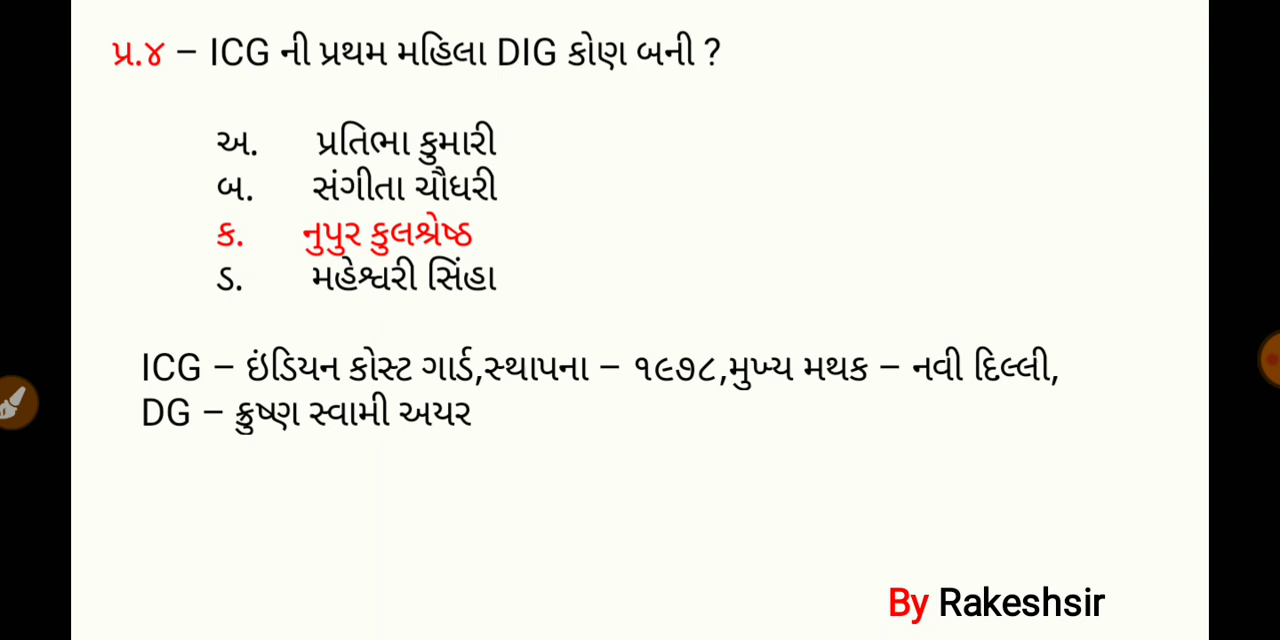 પ્ર.૪ – ICG ની પ્રથમ મહિલા DIG કોણ બની ?
અ. પ્રતિભા કુમારી
બ. સંગીતા ચૌધરી
ક. નુપુર કુલશ્રેષ્ઠ
ડ. મહેશ્વરી સિંહા
ICG – ઇંડિયન કોસ્ટ ગાર્ડ,સ્થાપના – ૧૯૭૮,મુખ્ય મથક – નવી દિલ્લી,
DG – ક્રુષ્ણ સ્વામી અયર
By Rakeshsir